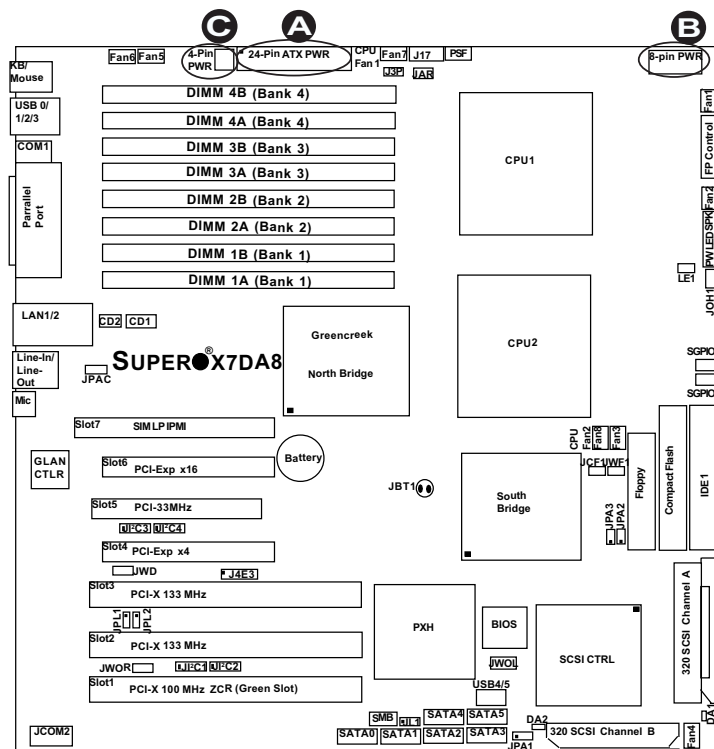 C
A
B
Fan6
Fan5
4-Pin
PWR
24-Pin ATX PWR
CPU
Fan 1
Fan7
J17
PSF
J3P
JAR
8-pin PWR
KB/
Mouse
USB 0/
1/2/3
COM1
Parrallel
Port
DIMM 4B (Bank 4)
DIMM 4A (Bank 4)
DIMM 3B (Bank 3)
DIMM 3A (Bank 3)
DIMM 2B (Bank 2)
DIMM 2A (Bank 2)
DIMM 1B (Bank 1)
DIMM 1A (Bank 1)
CPU1
Fan1
FP Control
Fan2
PWLEDSPK
LE1
JOH1
LAN1/2
CD2
CD1
Greencreek
North Bridge
CPU2
SUPER●®X7DA8
Line-In/
Line-
Out
JPAC
Mic
SGPIO
SGPIO
Slot7
SIMLP IPMI
GLAN
CTLR
Slot6
PCI-Exp x16
Battery
CPU
Fan2
Fan8
Fan3
JCF1
JWF1
Floppy
Compact Flash
IDE1
JBT1
South
Bridge
JPA3
JPA2
Slot5
PCI-33MHz
JI²C3
JI²C4
Slot4
PCI-Exp x4
JWD
J4E3
Slot3
PCI-X 133 MHz
JPL1
JPL2
Slot2
PCI-X 133 MHz
JWOR
JI²C1
JI²C2
Slot1
PCI-X 100 MHz ZCR (Green Slot)
PXH
BIOS
JWOL
USB4/5
SCSI CTRL
320 SCSI Channel A
DA1
JCOM2
SMB
JL1
SATA4
SATA5
SATA0
SATA1
SATA2
SATA3
DA2
JPA1
320 SCSI Channel B
Fan4